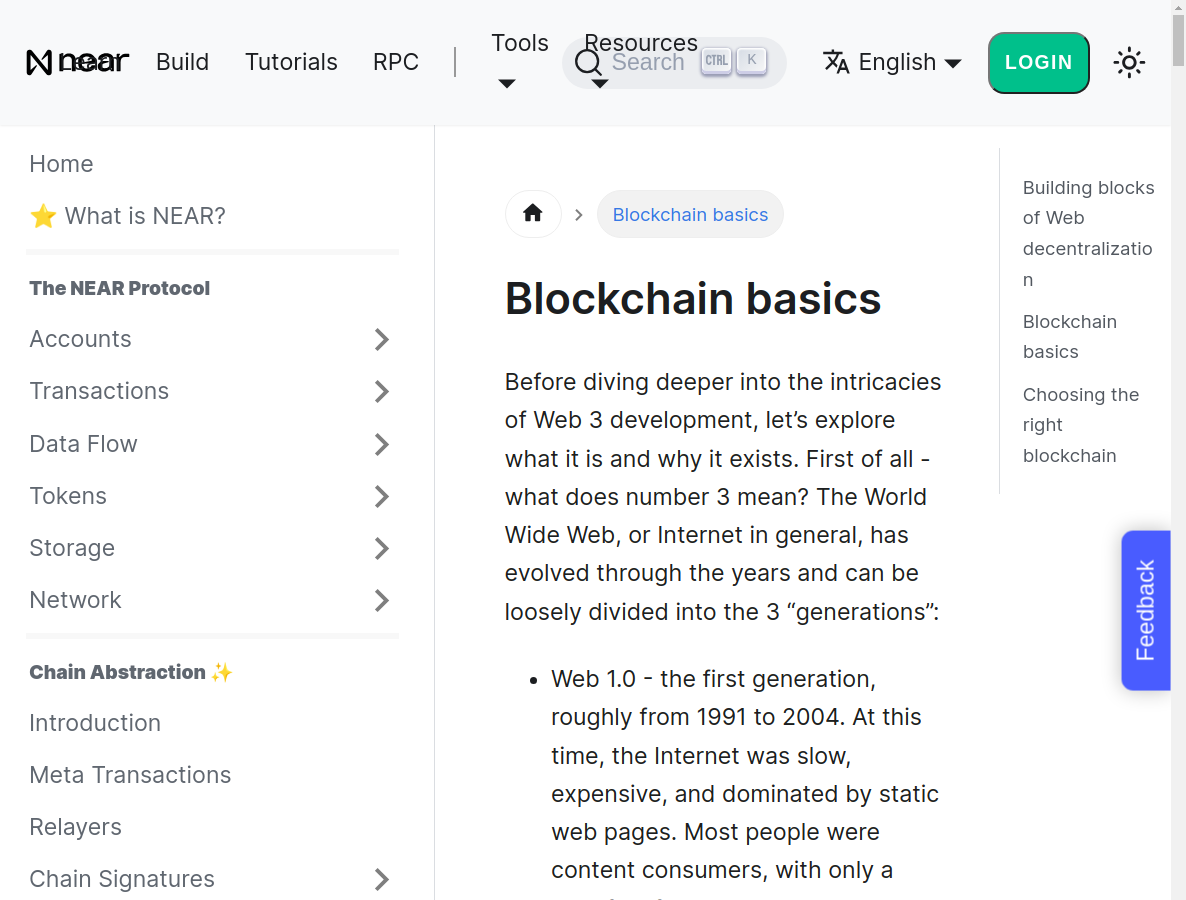 near
Learn
Build
Tutorials
RPC
Tools
Resources
Search
CTRL
K
English
LOGIN
Home
⭐ What is NEAR?
The NEAR Protocol
Accounts
Transactions
Data Flow
Tokens
Storage
Network
Chain Abstraction ✨
Introduction
Meta Transactions
Relayers
Chain Signatures
Blockchain basics
Blockchain basics
Before diving deeper into the intricacies
of Web 3 development, let’s explore
what it is and why it exists. First of all -
what does number 3 mean? The World
Wide Web, or Internet in general, has
evolved through the years and can be
loosely divided into the 3 “generations”:
Web 1.0 - the first generation,
roughly from 1991 to 2004. At this
time, the Internet was slow,
expensive, and dominated by static
web pages. Most people were
content consumers, with only a
Building blocks
of Web
decentralizatio
n
Blockchain
basics
Choosing the
right
blockchain
Feedback